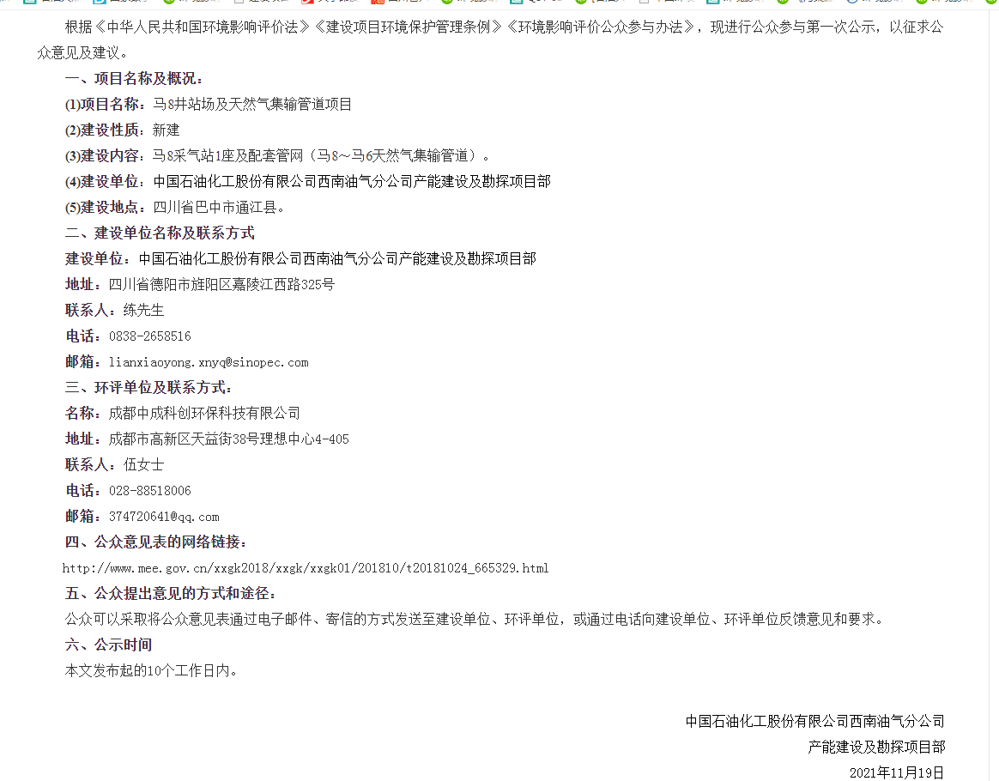 根据《中华人民共和国环境影响评价法》《建设项目环境保护管理条例》《环境影响评价公众参与办法》，现进行公众参与第一次公示，以征求公
众意见及建议。
一、项目名称及概况：
(1)项目名称：马8井站场及天然气集输管道项目
(2)建设性质：新建
(3)建设内容：马8采气站1座及配套管网（马8～马6天然气集输管道）。
(4)建设单位：中国石油化工股份有限公司西南油气分公司产能建设及勘探项目部
(5)建设地点：四川省巴中市通江县。
二、建设单位名称及联系方式
建设单位：中国石油化工股份有限公司西南油气分公司产能建设及勘探项目部
地址：四川省德阳市旌阳区嘉陵江西路325号
联系人：练先生
电话：0838-2658516
邮箱：lianxiaoyong.xnyq@sinopec.com
三、环评单位及联系方式：
名称：成都中成科创环保科技有限公司
地址：成都市高新区天益街38号理想中心4-405
联系人：伍女士
电话：028-88518006
邮箱：374720641@qq.com
四、公众意见表的网络链接：
http://www.mee.gov.cn/xxgk2018/xxgk/xxgk01/201810/t20181024_665329.html
五、公众提出意见的方式和途径：
公众可以采取将公众意见表通过电子邮件、寄信的方式发送至建设单位、环评单位，或通过电话向建设单位、环评单位反馈意见和要求。
六、公示时间
本文发布起的10个工作日内。
中国石油化工股份有限公司西南油气分公司
产能建设及勘探项目部
2021年11月19日